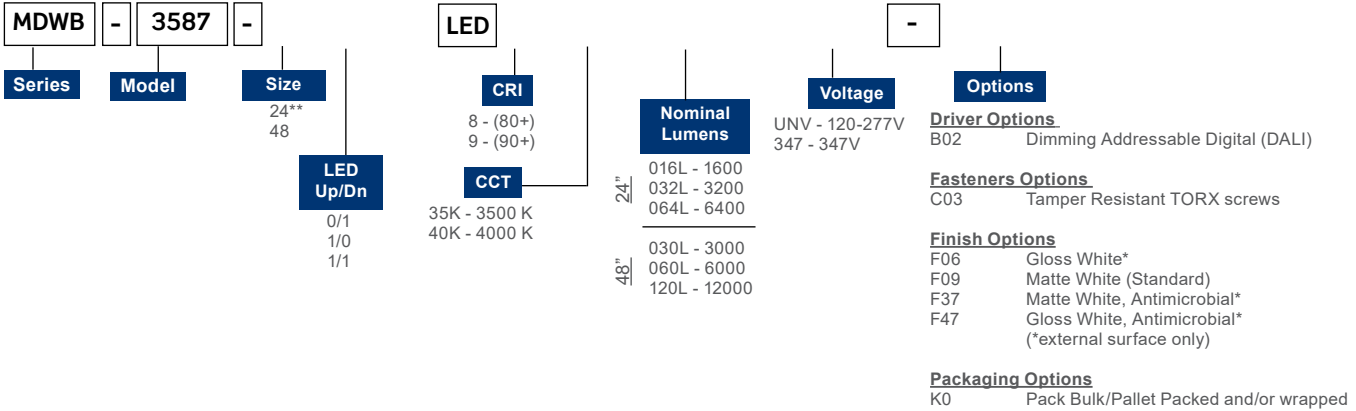 MDWB - 3587 - LED -
Series
Model
Size
24**
48
LED
Up/Dn
0/1
1/0
1/1
CRI
8 - (80+)
9 - (90+)
CCT
35K - 3500 K
40K - 4000 K
Nominal
Lumens
24"
016L - 1600
032L - 3200
064L - 6400
48"
030L - 3000
060L - 6000
120L - 12000
Voltage
UNV - 120-277V
347 - 347V
Options
Driver Options
B02 Dimming Addressable Digital (DALI)
Fasteners Options
C03 Tamper Resistant TORX screws
Finish Options
F06 Gloss White*
F09 Matte White (Standard)
F37 Matte White, Antimicrobial*
F47 Gloss White, Antimicrobial*
(*external surface only)
Packaging Options
K0 Pack Bulk/Pallet Packed and/or wrapped